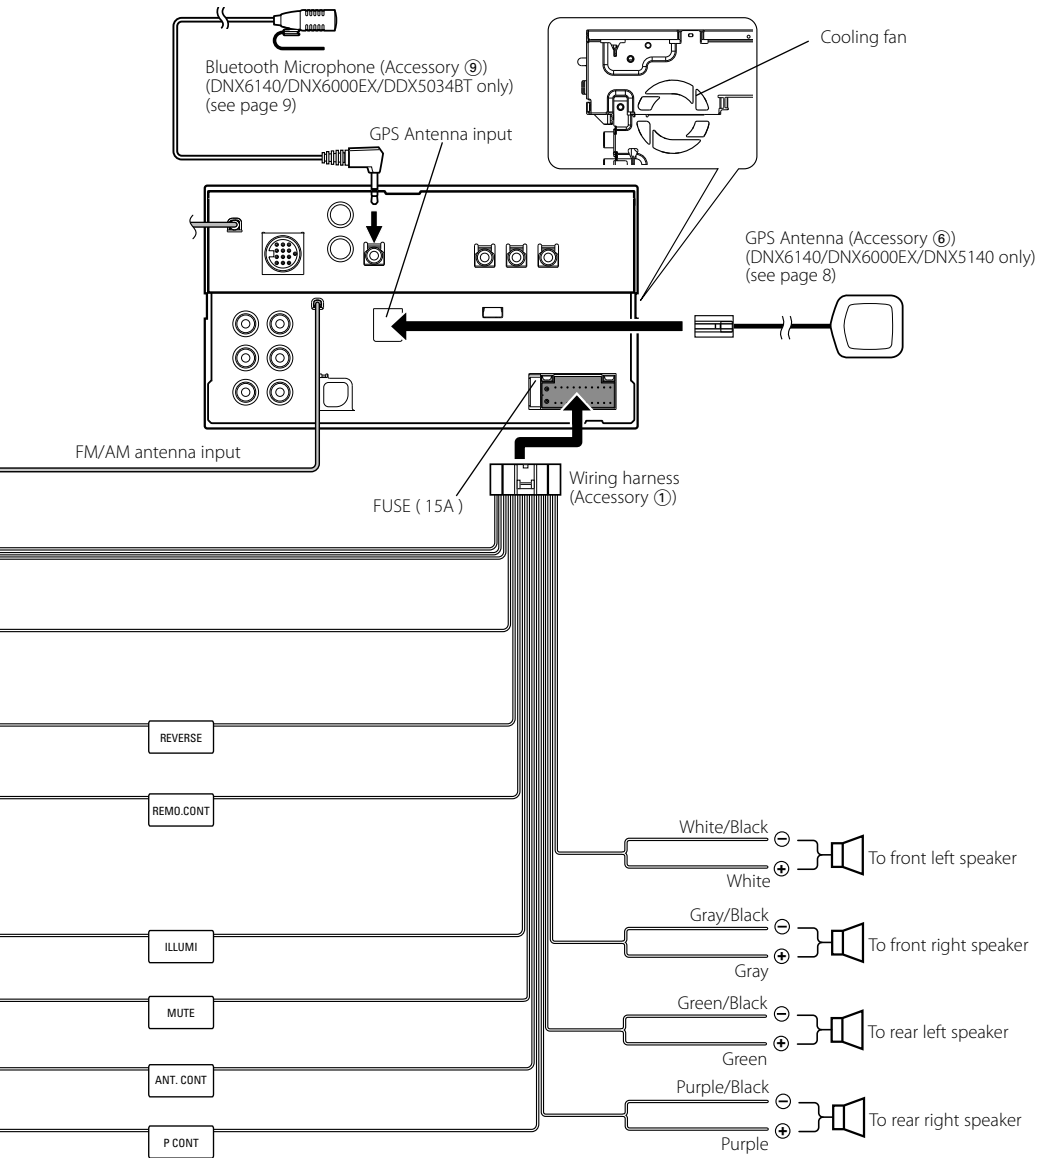 Cooling fan
Bluetooth Microphone (Accessory ⑨)
(DNX6140/DNX6000EX/DDX5034BT only)
(see page 9)
GPS Antenna input
GPS Antenna (Accessory ⑥)
(DNX6140/DNX6000EX/DNX5140 only)
(see page 8)
FM/AM antenna input
FUSE ( 15A )
Wiring harness
(Accessory ①)
REVERSE
REMO.CONT
ILLUMI
MUTE
ANT. CONT
P CONT
White/Black
⊖
To front left speaker
⊕
White
Gray/Black
⊖
To front right speaker
⊕
Gray
Green/Black
⊖
To rear left speaker
⊕
Green
Purple/Black
⊖
To rear right speaker
⊕
Purple